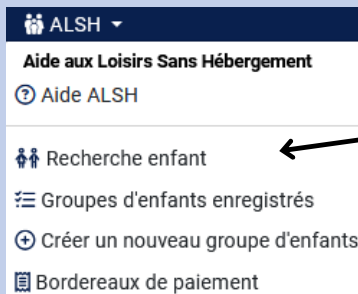 ALSH
Aide aux Loisirs Sans Hébergement
Aide ALSH
Recherche enfant
Groupes d'enfants enregistrés
Créer un nouveau groupe d'enfants
Bordereaux de paiement